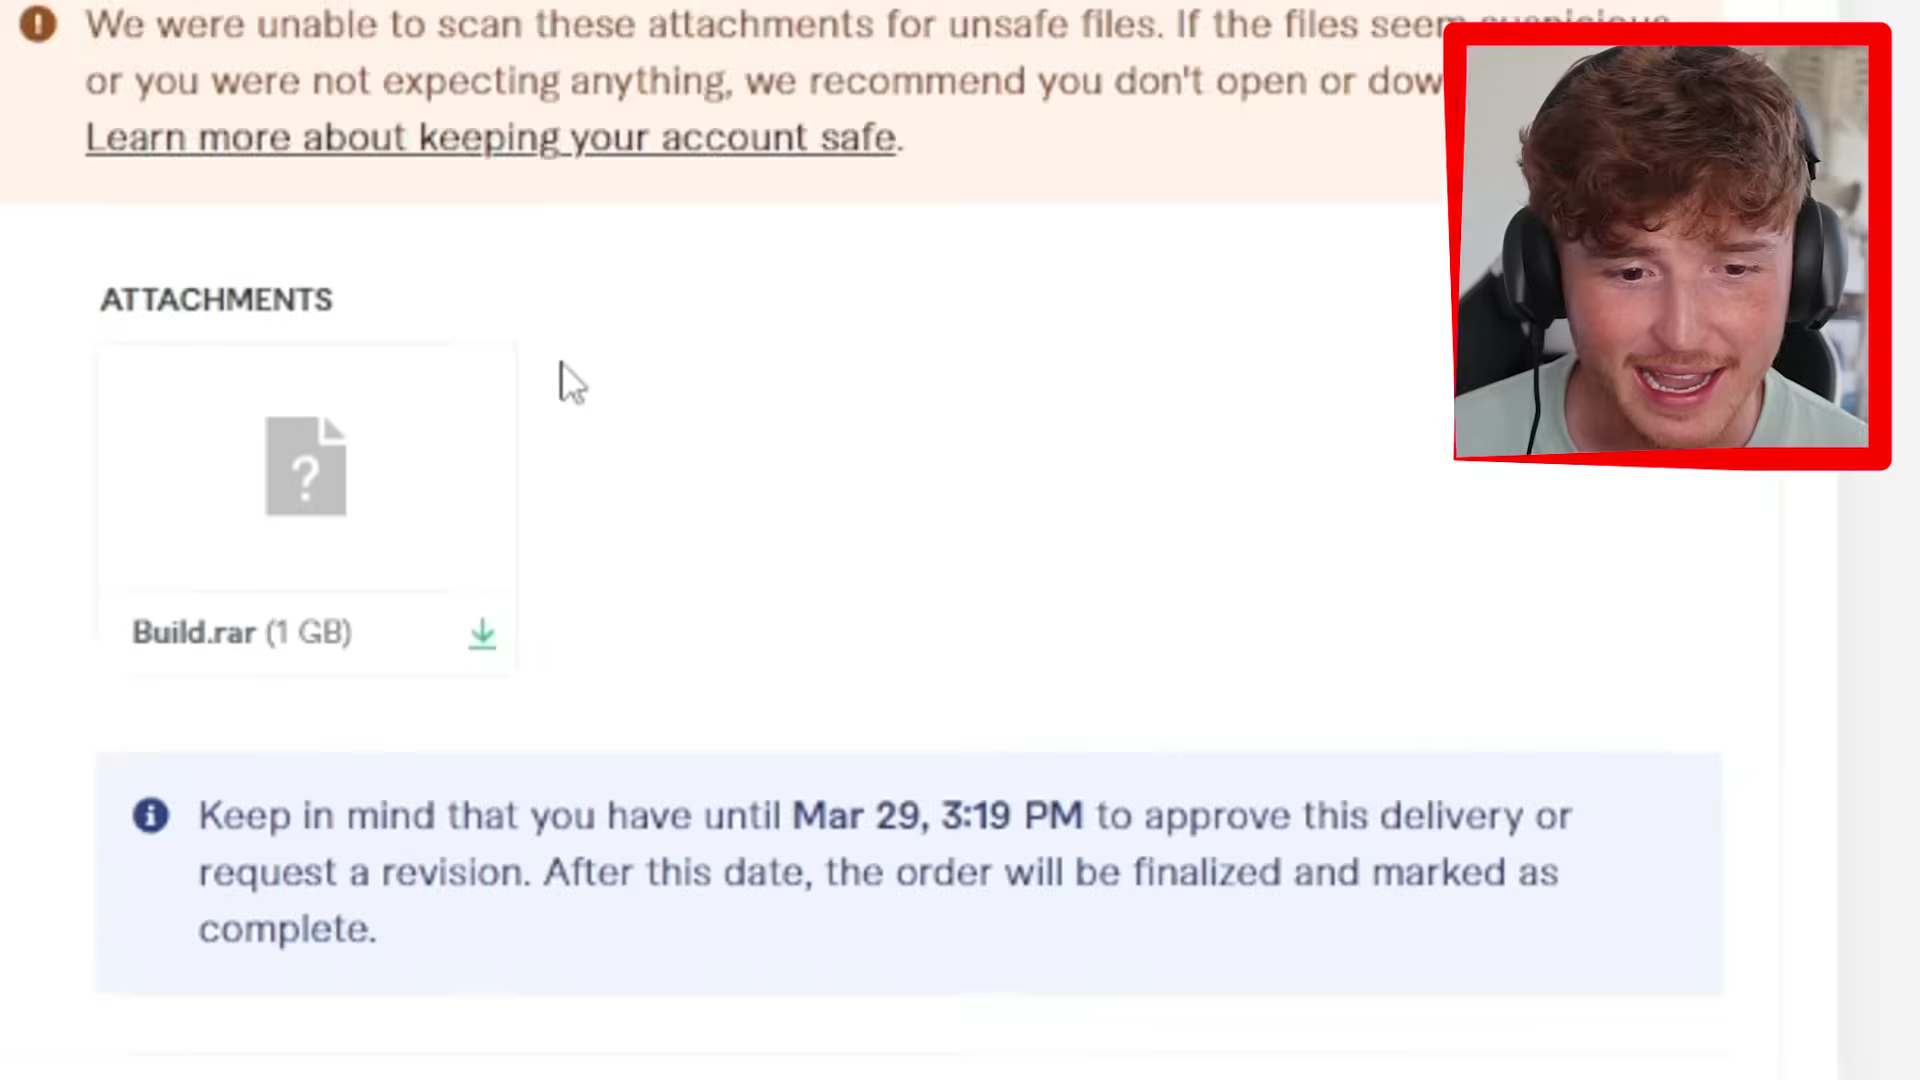 We were unable to scan these attachments for unsafe files. If the files seem
or you were not expecting anything, we recommend you don't open or dow
Learn more about keeping your account safe.
ATTACHMENTS
?
Build.rar (1 GB)
Keep in mind that you have until Mar 29, 3:19 PM to approve this delivery or
request a revision. After this date, the order will be finalized and marked as
complete.